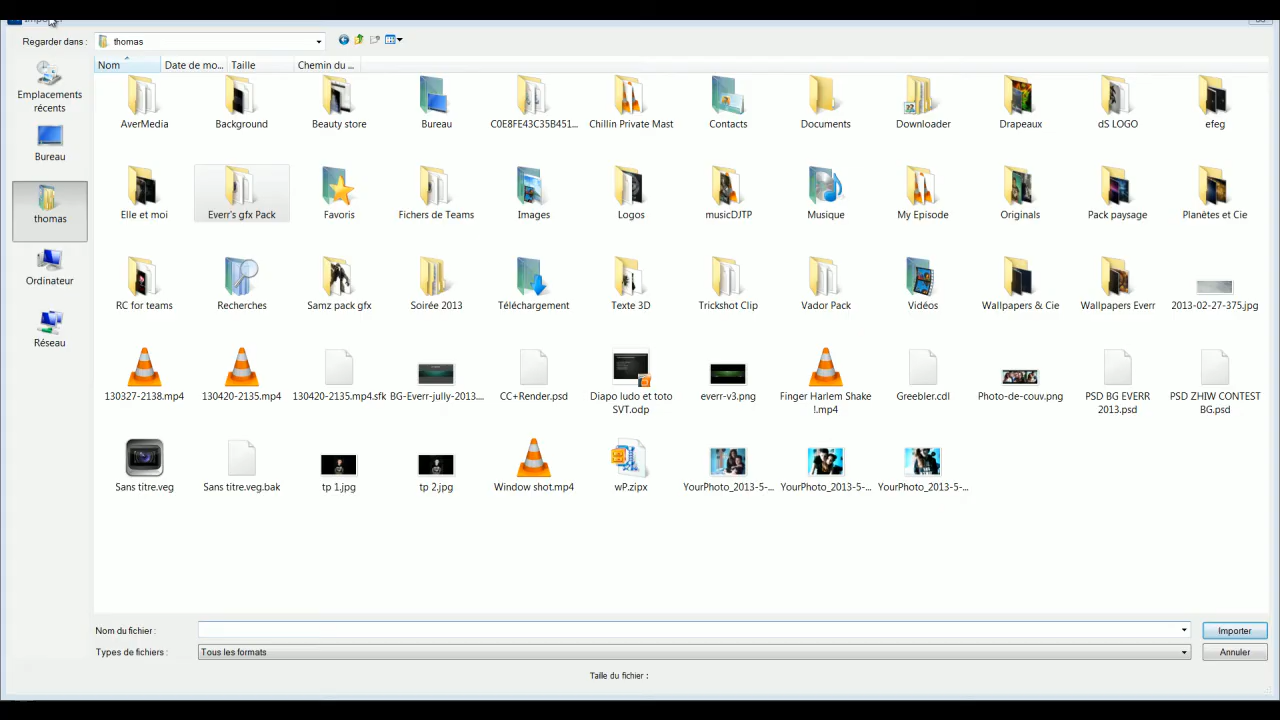 Importer
Regarder dans :
thomas
Nom
Date de mo...
Taille
Chemin du ...
Emplacements
récents
Bureau
thomas
Ordinateur
Réseau
AverMedia
Background
Beauty store
Bureau
C0E8FE43C35B451...
Chillin Private Mast
Contacts
Documents
Downloader
Drapeaux
dS LOGO
efeg
Elle et moi
Everr's gfx Pack
Favoris
Fichers de Teams
Images
Logos
musicDJTP
Musique
My Episode
Originals
Pack paysage
Planètes et Cie
RC for teams
Recherches
Samz pack gfx
Soirée 2013
Téléchargement
Texte 3D
Trickshot Clip
Vador Pack
Vidéos
Wallpapers & Cie
Wallpapers Everr
2013-02-27-375.jpg
130327-2138.mp4
130420-2135.mp4
130420-2135.mp4.sfk
BG-Everr-jully-2013....
CC+Render.psd
Diapo ludo et toto
SVT.odp
everr-v3.png
Finger Harlem Shake
!.mp4
Greebler.cdl
Photo-de-couv.png
PSD BG EVERR
2013.psd
PSD ZHIW CONTEST
BG.psd
Sans titre.veg
Sans titre.veg.bak
tp 1.jpg
tp 2.jpg
Window shot.mp4
wP.zipx
YourPhoto_2013-5-...
YourPhoto_2013-5-...
YourPhoto_2013-5-...
Nom du fichier :
Importer
Types de fichiers :
Tous les formats
Annuler
Taille du fichier :